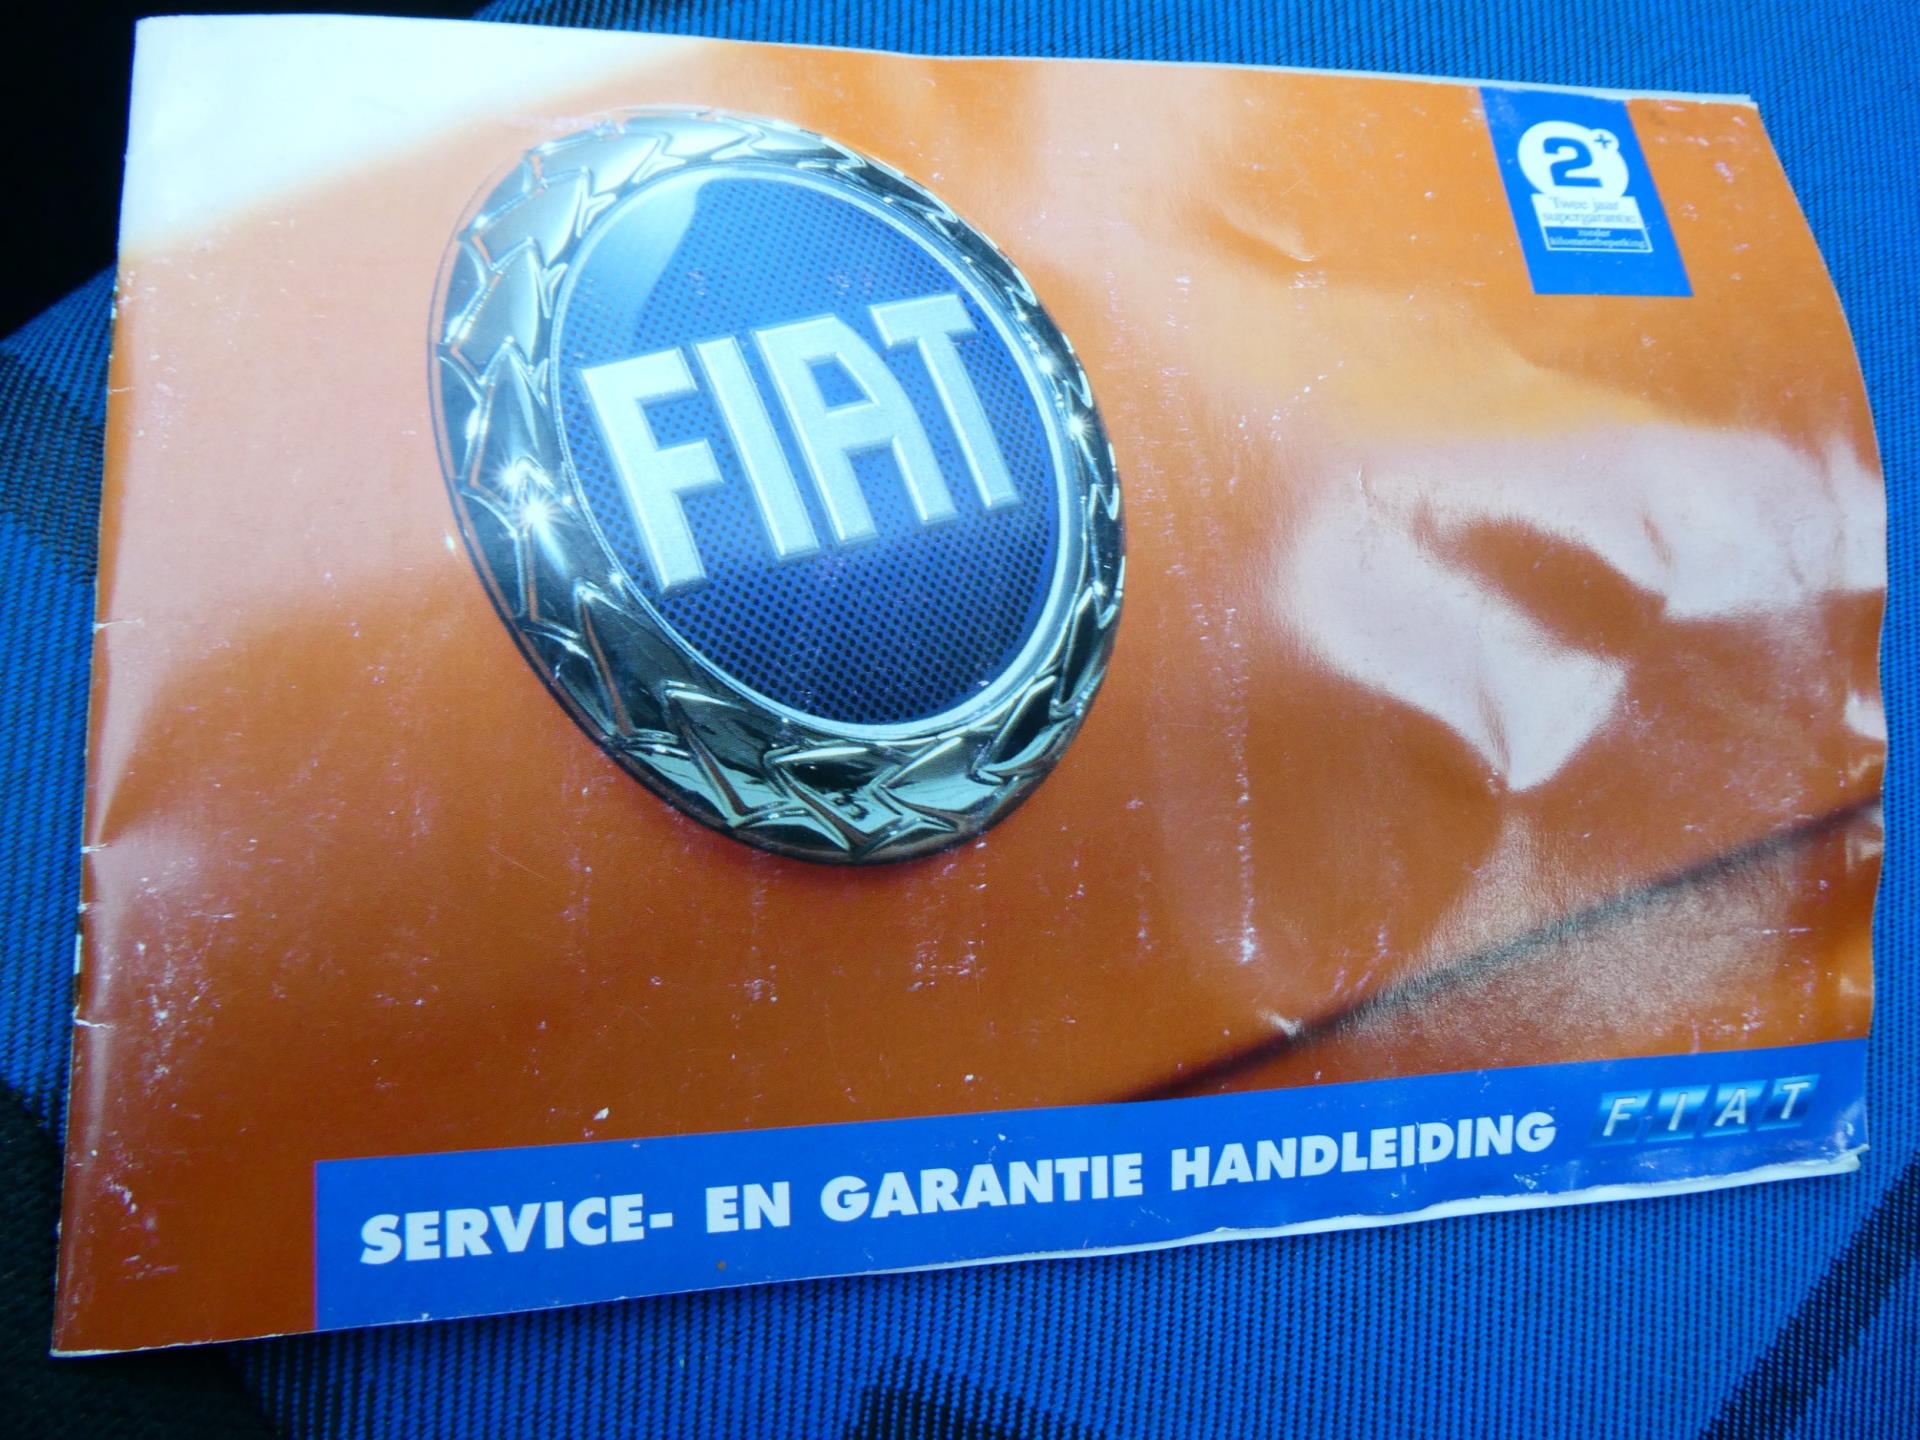 2+
Twee jaar
supergarantie
zonder
kilometerbeperking
FIAT
SERVICE- EN GARANTIE HANDLEIDING FIAT